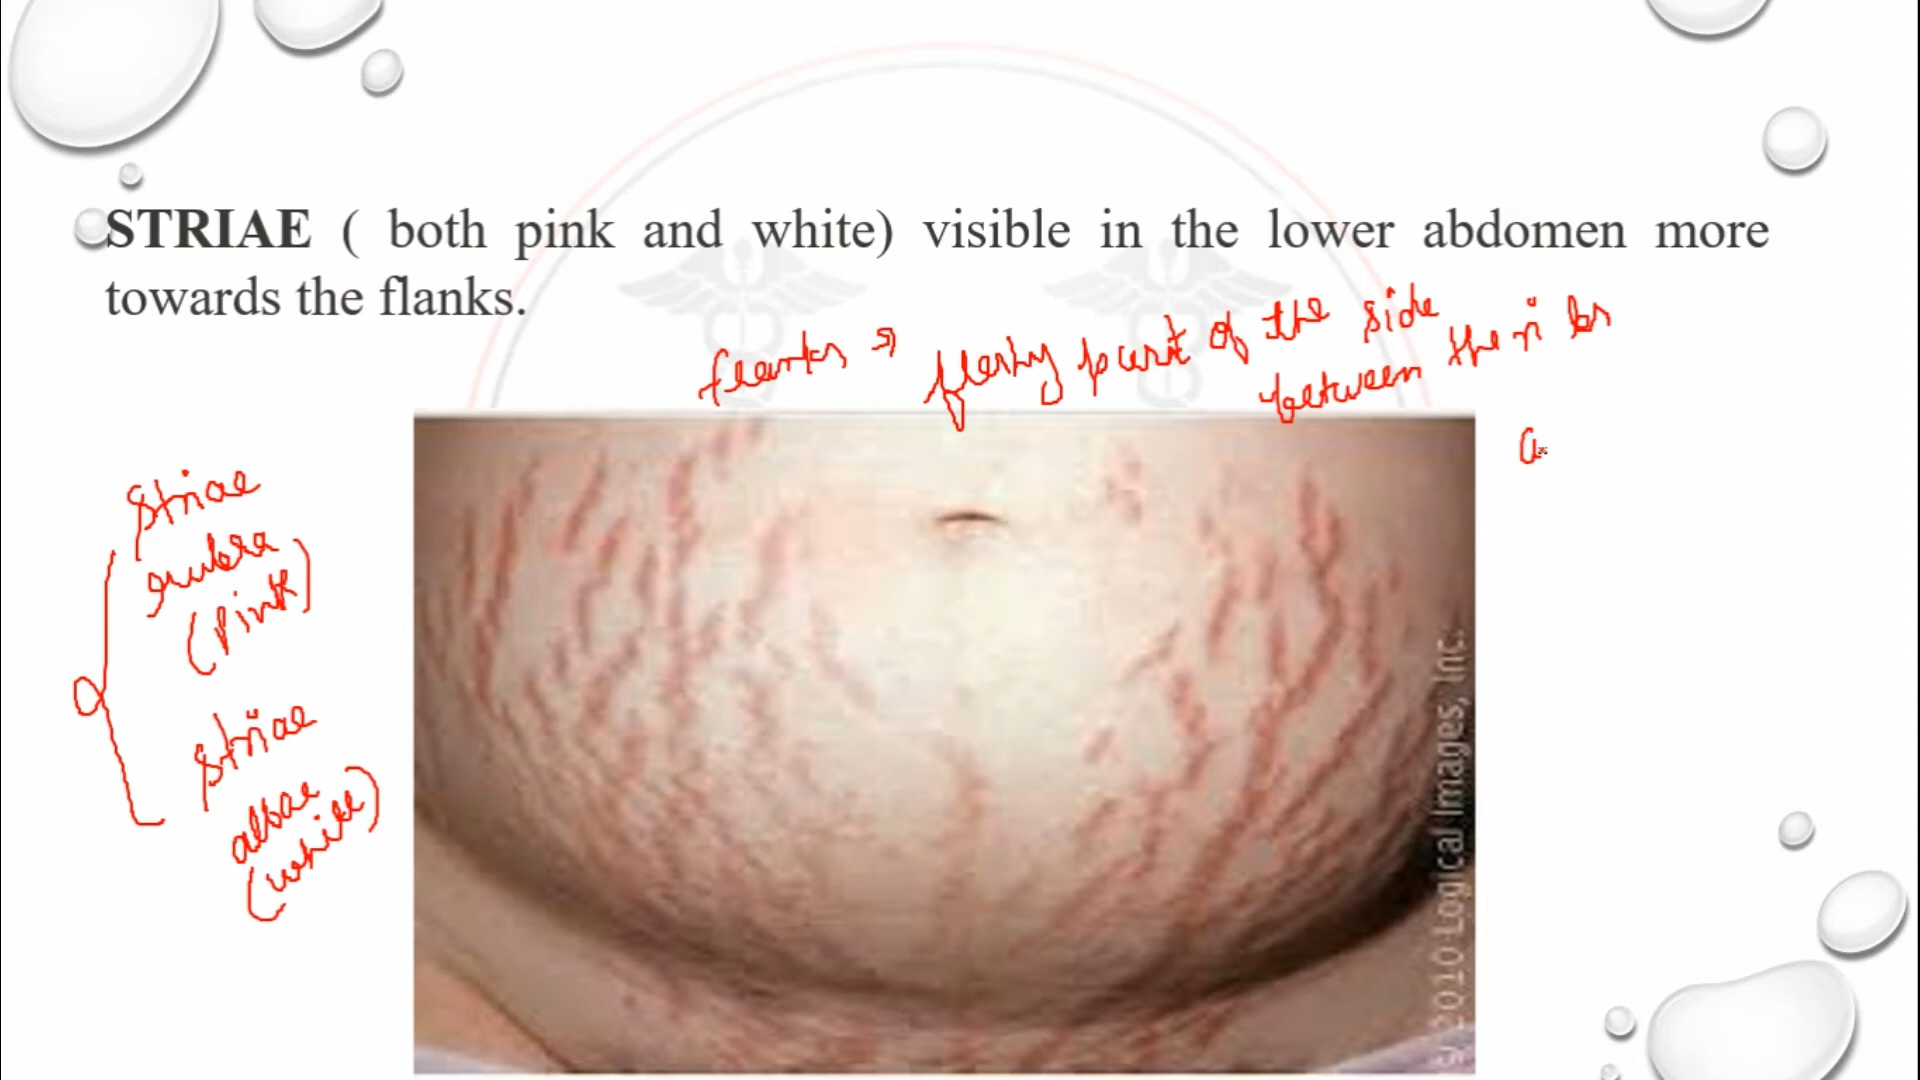 STRIAE ( both pink and white) visible in the lower abdomen more
towards the flanks.
flanks → fleshy part of the side
between the ribs
a
Striae
rubra
(Pink)
Striae
albae
(white)
© 2010 Logical Images, Inc.